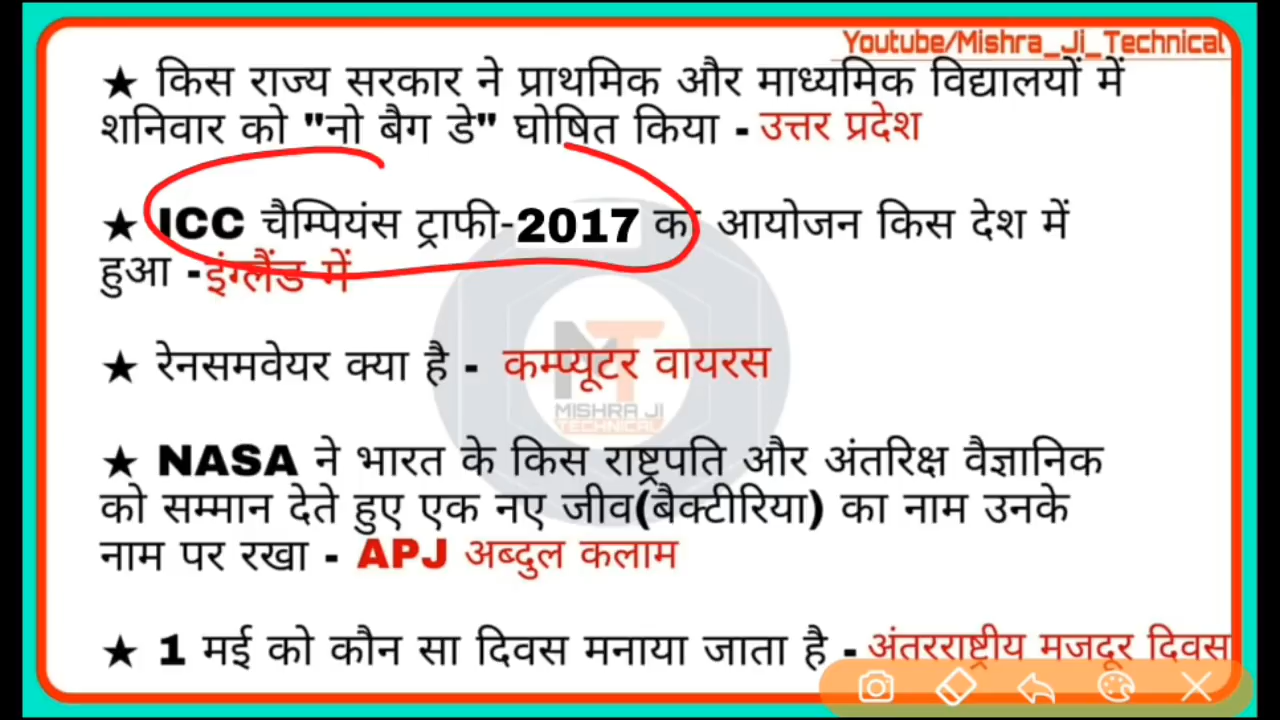 Youtube/Mishra_Ji_Technical
★ किस राज्य सरकार ने प्राथमिक और माध्यमिक विद्यालयों में
शनिवार को "नो बैग डे" घोषित किया - उत्तर प्रदेश
★ ICC चैम्पियंस ट्राफी-2017 का आयोजन किस देश में
हुआ -इंग्लैंड में
★ रेनसमवेयर क्या है - कम्प्यूटर वायरस
MT
MISHRA JI
TECHNICAL
★ NASA ने भारत के किस राष्ट्रपति और अंतरिक्ष वैज्ञानिक
को सम्मान देते हुए एक नए जीव(बैक्टीरिया) का नाम उनके
नाम पर रखा - APJ अब्दुल कलाम
★ 1 मई को कौन सा दिवस मनाया जाता है - अंतरराष्ट्रीय मजदूर दिवस